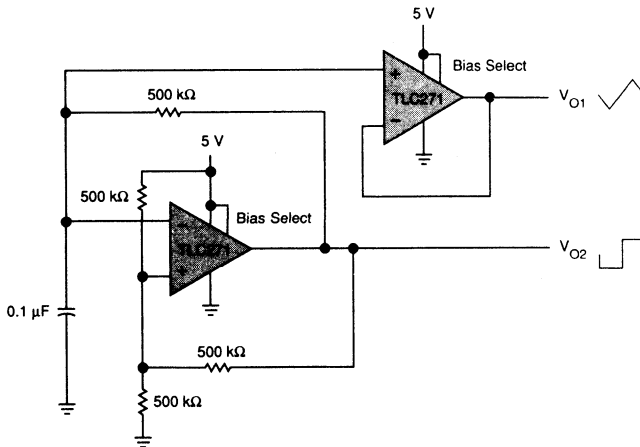 5 V
Bias Select
500 kΩ
TLC271
V_O1
5 V
500 kΩ
Bias Select
TLC271
V_O2
0.1 µF
500 kΩ
500 kΩ